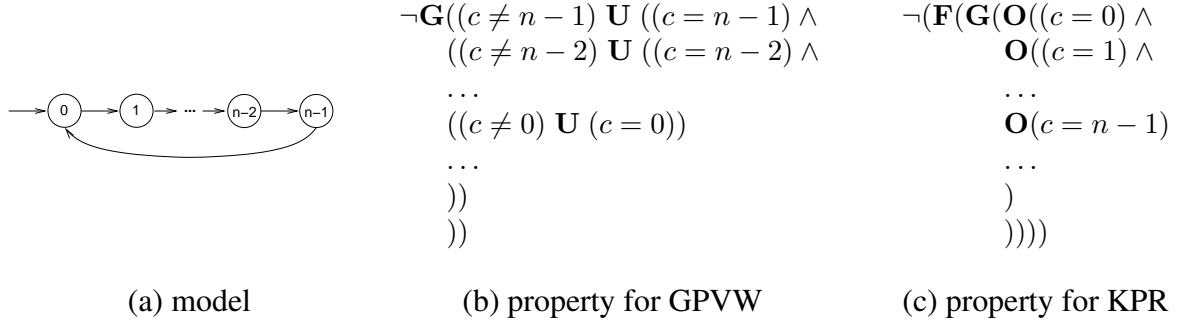 0
1
...
n–2
n–1
(a) model
¬G((c ≠ n − 1) U ((c = n − 1) ∧
((c ≠ n − 2) U ((c = n − 2) ∧
. . .
((c ≠ 0) U (c = 0))
. . .
))
))
(b) property for GPVW
¬(F(G(O((c = 0) ∧
O((c = 1) ∧
. . .
O(c = n − 1)
. . .
)
))))
(c) property for KPR